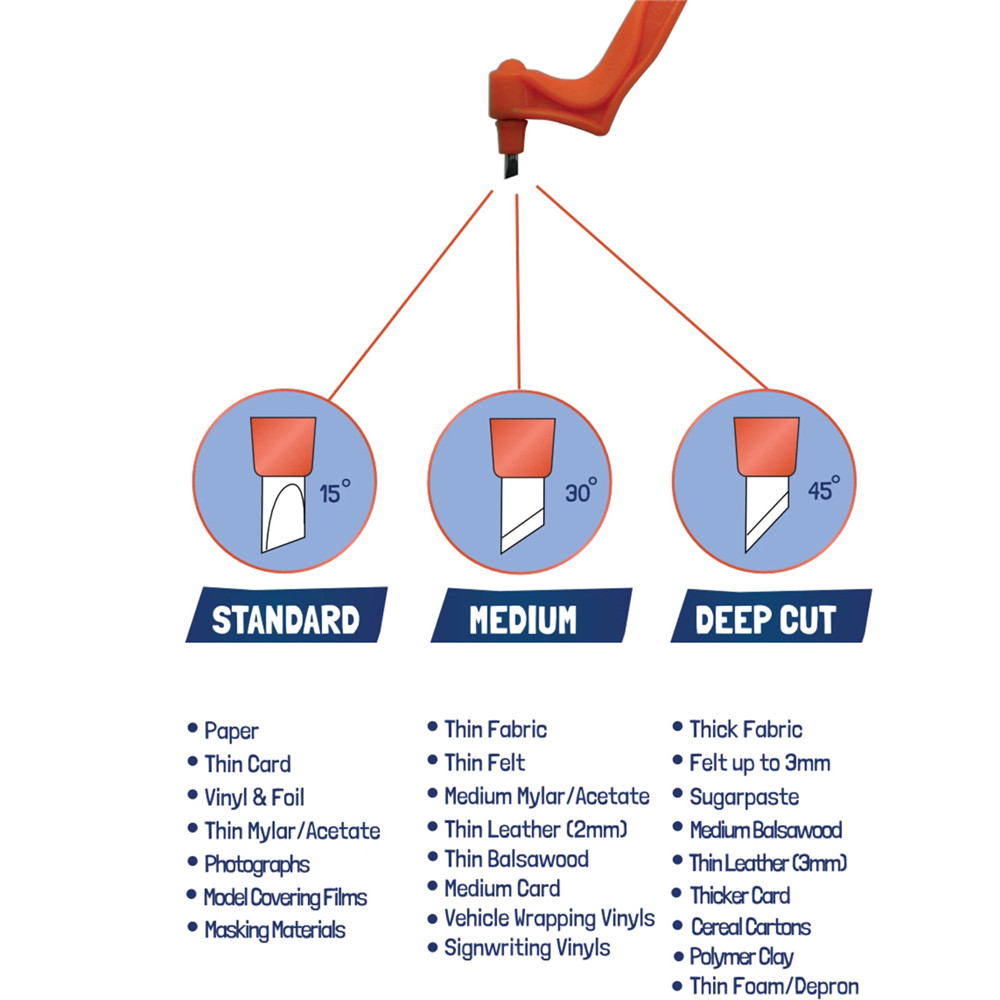 15°
30°
45°
STANDARD
MEDIUM
DEEP CUT
• Paper
• Thin Card
• Vinyl & Foil
• Thin Mylar/Acetate
• Photographs
• Model Covering Films
• Masking Materials
• Thin Fabric
• Thin Felt
• Medium Mylar/Acetate
• Thin Leather (2mm)
• Thin Balsawood
• Medium Card
• Vehicle Wrapping Vinyls
• Signwriting Vinyls
• Thick Fabric
• Felt up to 3mm
• Sugarpaste
• Medium Balsawood
• Thin Leather (3mm)
• Thicker Card
• Cereal Cartons
• Polymer Clay
• Thin Foam/Depron